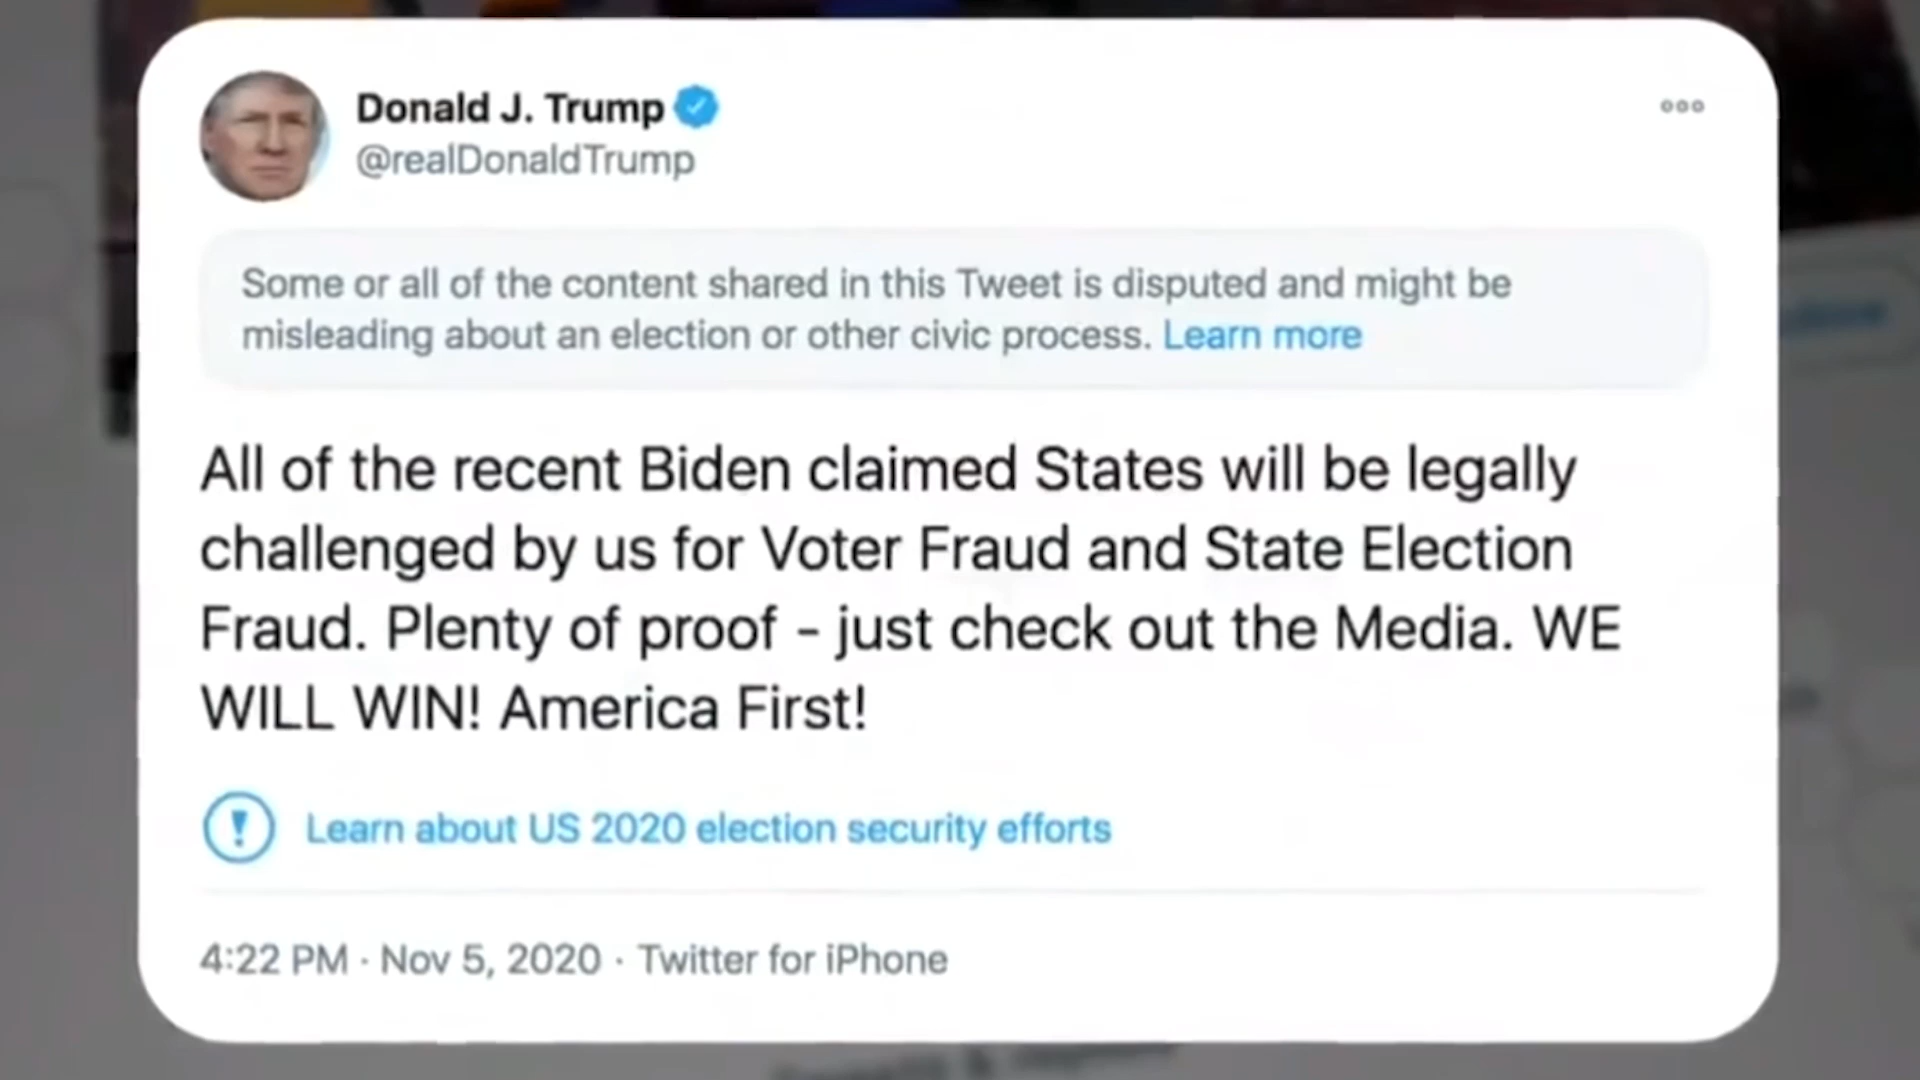 Donald J. Trump
@realDonaldTrump
Some or all of the content shared in this Tweet is disputed and might be
misleading about an election or other civic process. Learn more
All of the recent Biden claimed States will be legally
challenged by us for Voter Fraud and State Election
Fraud. Plenty of proof - just check out the Media. WE
WILL WIN! America First!
Learn about US 2020 election security efforts
4:22 PM · Nov 5, 2020 · Twitter for iPhone